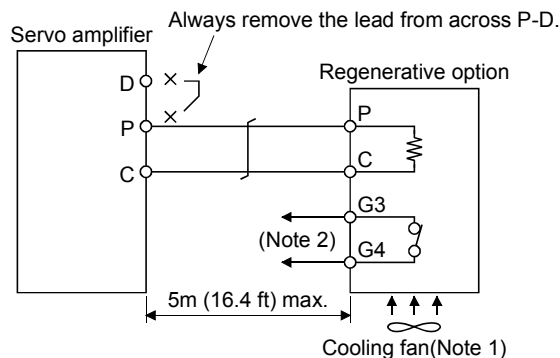 Always remove the lead from across P-D.
Servo amplifier
Regenerative option
D
P
P
C
C
G3
(Note 2)
G4
5m (16.4 ft) max.
Cooling fan(Note 1)